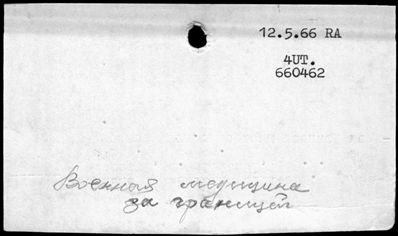 12.5.66 RA
4UT.
660462
Военная медицина
за границей